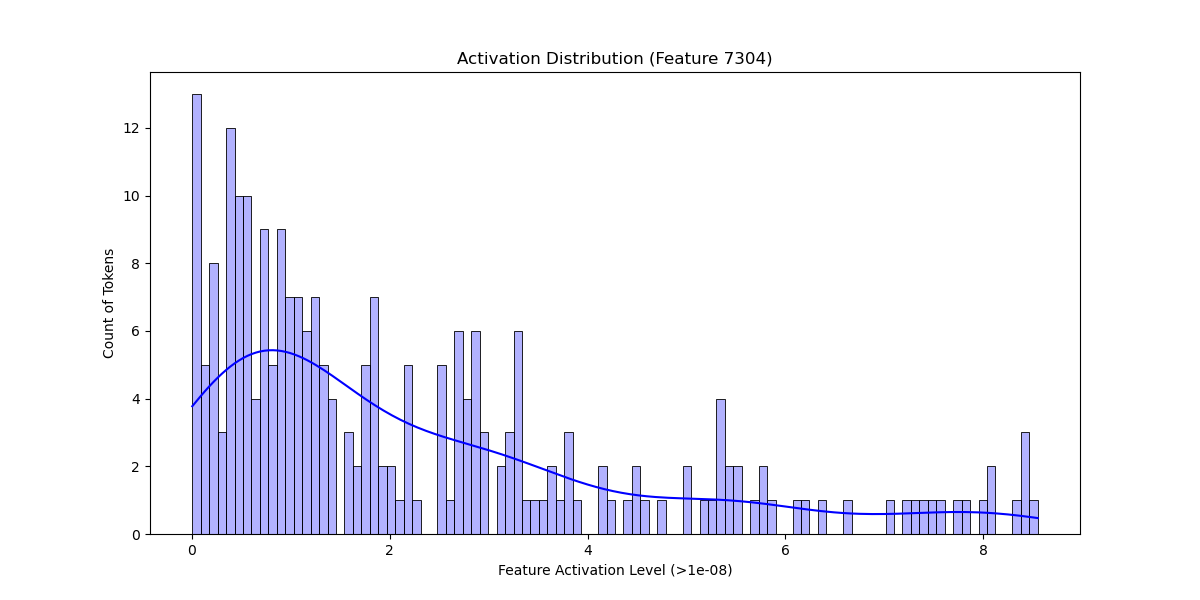 Activation Distribution (Feature 7304)
Count of Tokens
12
10
8
6
4
2
0
0 2 4 6 8
Feature Activation Level (>1e-08)